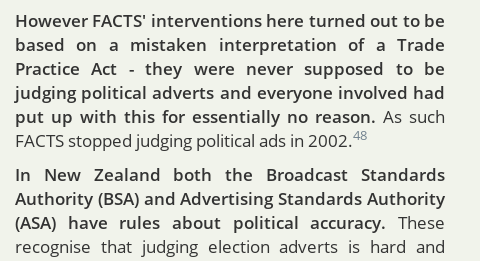 However FACTS' interventions here turned out to be
based on a mistaken interpretation of a Trade
Practice Act - they were never supposed to be
judging political adverts and everyone involved had
put up with this for essentially no reason. As such
FACTS stopped judging political ads in 2002.48
In New Zealand both the Broadcast Standards
Authority (BSA) and Advertising Standards Authority
(ASA) have rules about political accuracy. These
recognise that judging election adverts is hard and